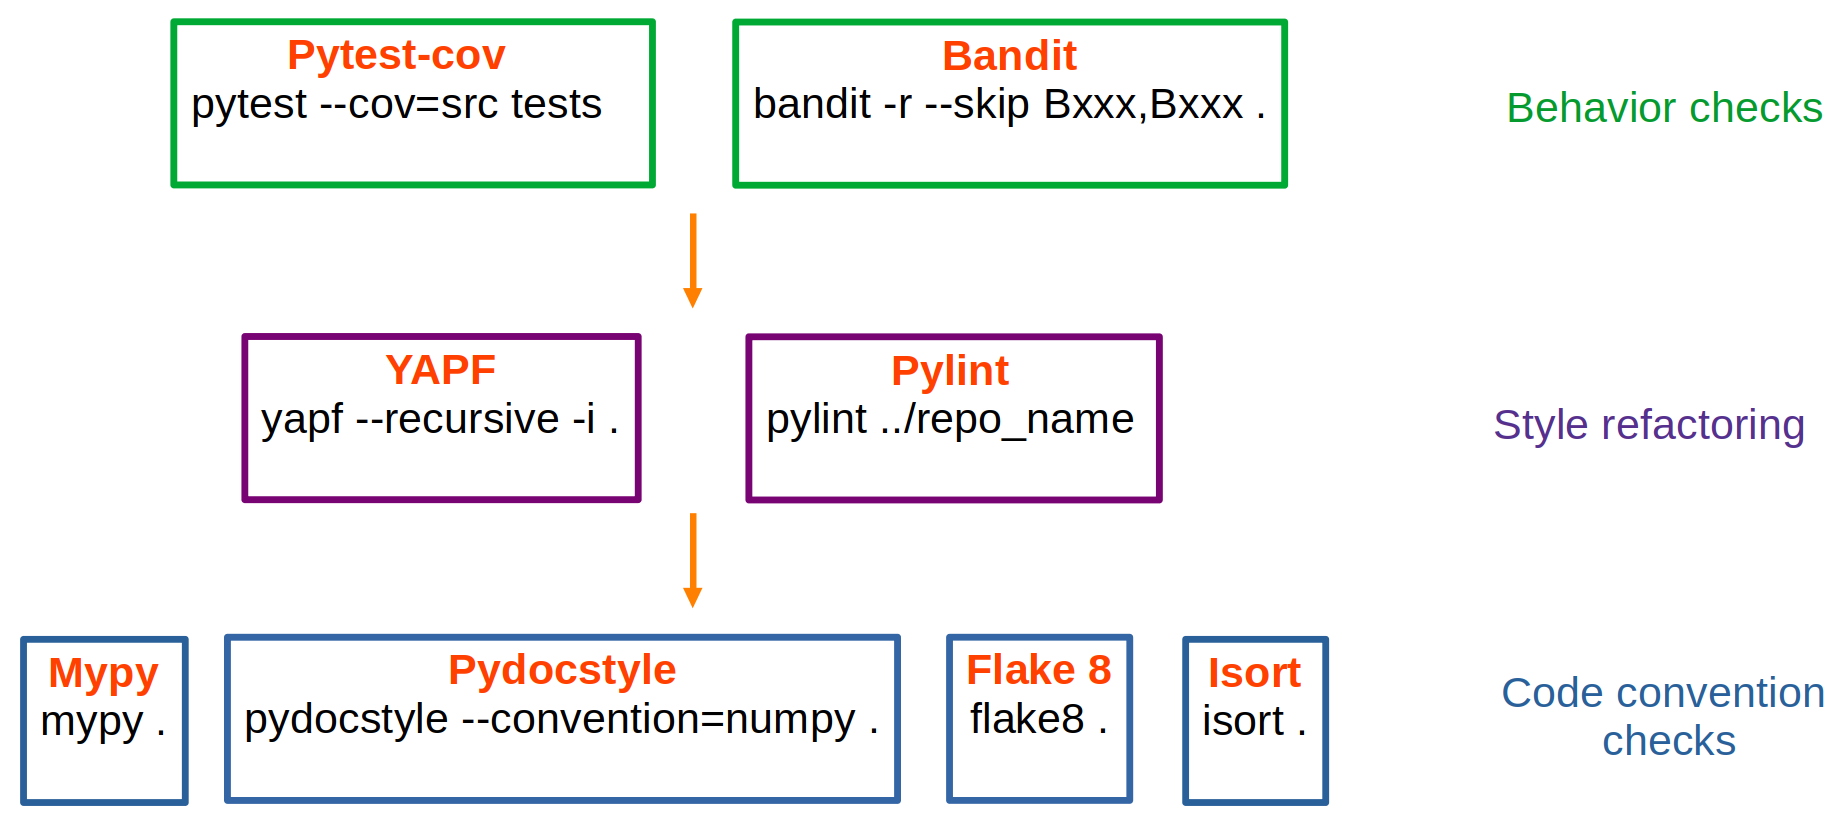 Pytest-cov
pytest --cov=src tests
Bandit
bandit -r --skip Bxxx,Bxxx .
Behavior checks
YAPF
yapf --recursive -i .
Pylint
pylint ../repo_name
Style refactoring
Mypy
mypy .
Pydocstyle
pydocstyle --convention=numpy .
Flake 8
flake8 .
Isort
isort .
Code convention
checks